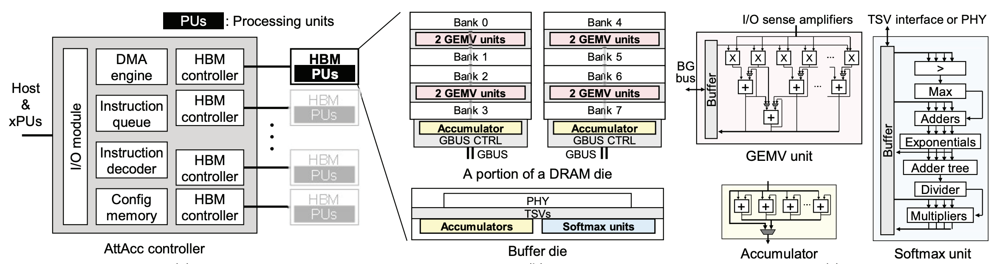 PUs : Processing units
Host
&
xPUs
I/O module
DMA
engine
Instruction
queue
Instruction
decoder
Config
memory
HBM
controller
HBM
controller
HBM
controller
HBM
controller
AttAcc controller
HBM
PUs
HBM
PUs
HBM
PUs
HBM
PUs
Bank 0
2 GEMV units
Bank 1
Bank 2
2 GEMV units
Bank 3
Accumulator
GBUS CTRL
GBUS
Bank 4
2 GEMV units
Bank 5
Bank 6
2 GEMV units
Bank 7
Accumulator
GBUS CTRL
GBUS
A portion of a DRAM die
PHY
TSVs
Accumulators
Softmax units
Buffer die
I/O sense amplifiers
BG
bus
Buffer
X X X X ... X
+ + ... +
+
GEMV unit
+ + + ... +
Accumulator
TSV interface or PHY
Buffer
>
Max
Adders
Exponentials
Adder tree
Divider
Multipliers
Softmax unit